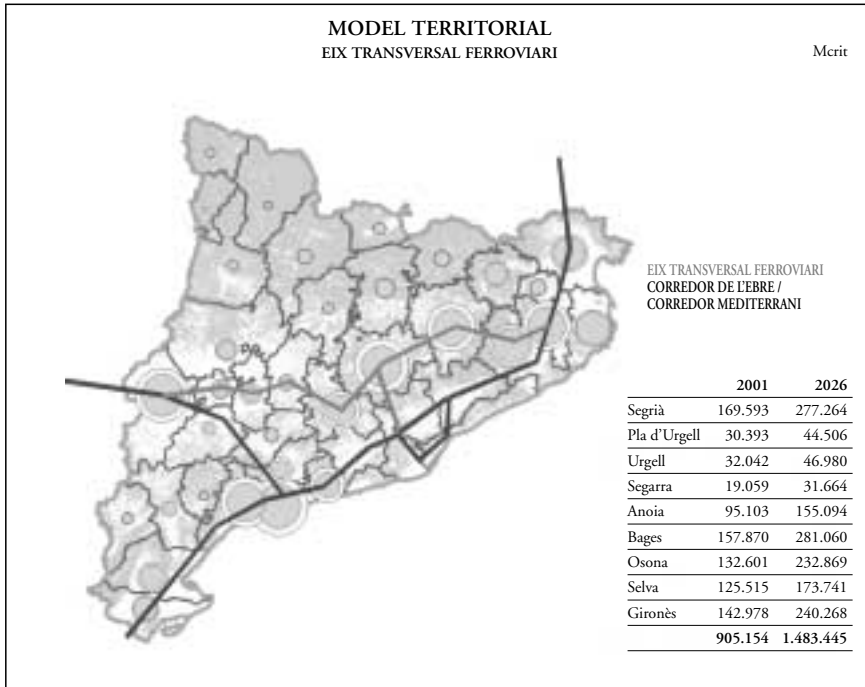 MODEL TERRITORIAL
EIX TRANSVERSAL FERROVIARI
Mcrit
EIX TRANSVERSAL FERROVIARI
CORREDOR DE L'EBRE /
CORREDOR MEDITERRANI
2001 2026
Segrià 169.593 277.264
Pla d'Urgell 30.393 44.506
Urgell 32.042 46.980
Segarra 19.059 31.664
Anoia 95.103 155.094
Bages 157.870 281.060
Osona 132.601 232.869
Selva 125.515 173.741
Gironès 142.978 240.268
905.154 1.483.445